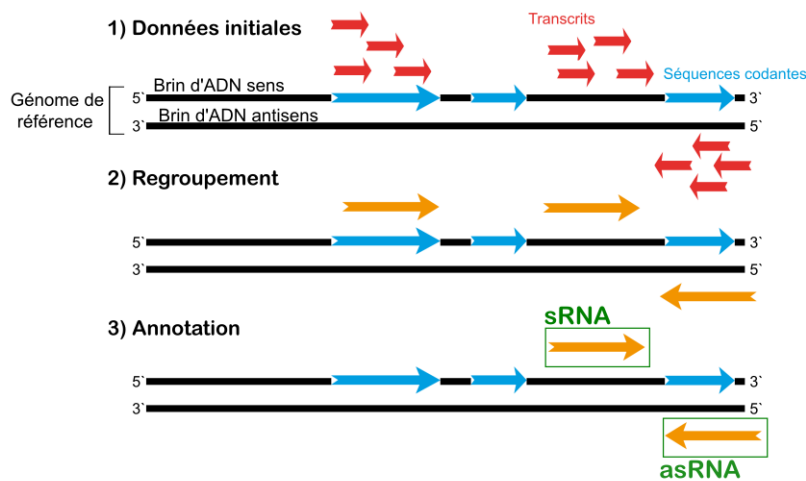 1) Données initiales
Transcrits
Séquences codantes
Génome de
référence
Brin d'ADN sens
5` 3`
Brin d'ADN antisens
3` 5`
2) Regroupement
5` 3`
3` 5`
3) Annotation
sRNA
5` 3`
3` 5`
asRNA